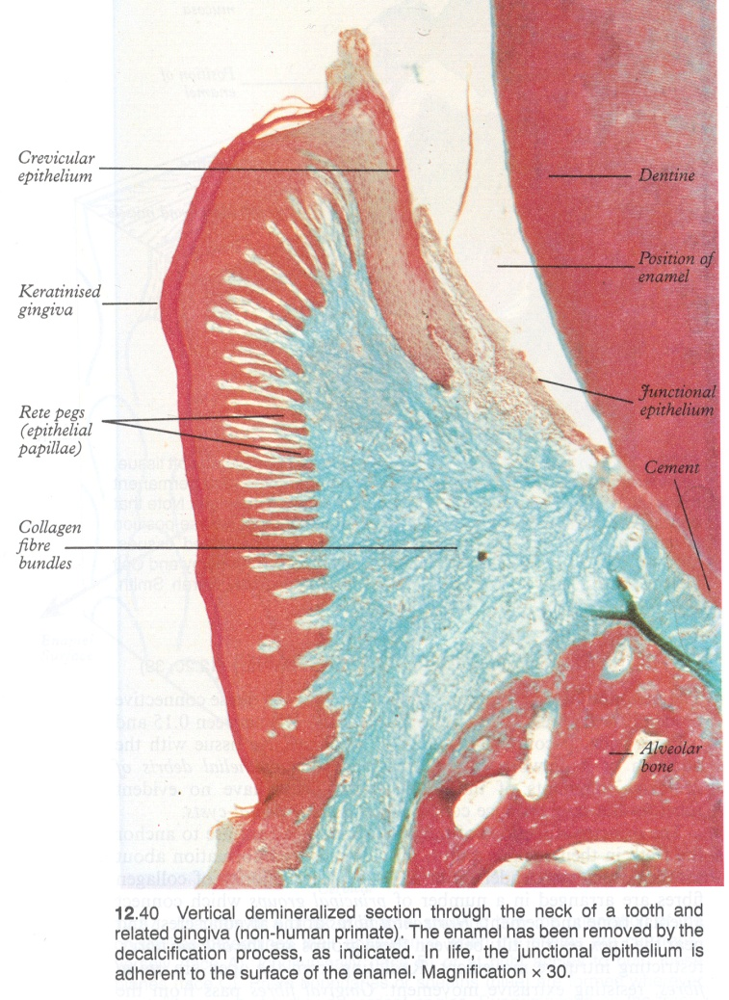 Crevicular
epithelium
Dentine
Position of
enamel
Keratinised
gingiva
Junctional
epithelium
Rete pegs
(epithelial
papillae)
Cement
Collagen
fibre
bundles
Alveolar
bone
12.40 Vertical demineralized section through the neck of a tooth and
related gingiva (non-human primate). The enamel has been removed by the
decalcification process, as indicated. In life, the junctional epithelium is
adherent to the surface of the enamel. Magnification × 30.